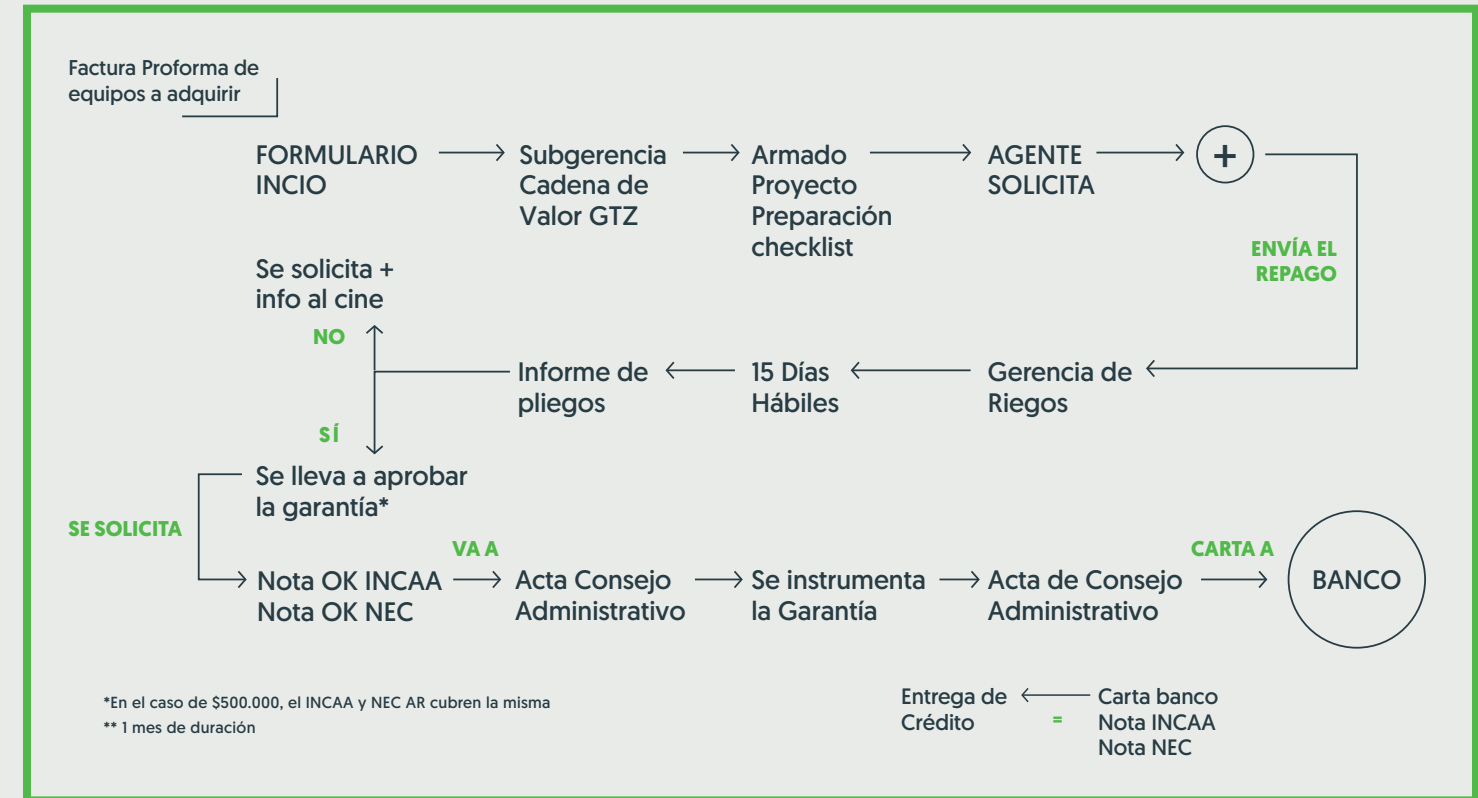 Factura Proforma de
equipos a adquirir
FORMULARIO
INCIO
Subgerencia
Cadena de
Valor GTZ
Armado
Proyecto
Preparación
checklist
AGENTE
SOLICITA
+
ENVÍA EL
REPAGO
Se solicita +
info al cine
NO
Informe de
pliegos
15 Días
Hábiles
Gerencia de
Riegos
SÍ
Se lleva a aprobar
la garantía*
SE SOLICITA
Nota OK INCAA
Nota OK NEC
VA A
Acta Consejo
Administrativo
Se instrumenta
la Garantía
Acta de Consejo
Administrativo
CARTA A
BANCO
*En el caso de $500.000, el INCAA y NEC AR cubren la misma
** 1 mes de duración
Entrega de
Crédito
=
Carta banco
Nota INCAA
Nota NEC